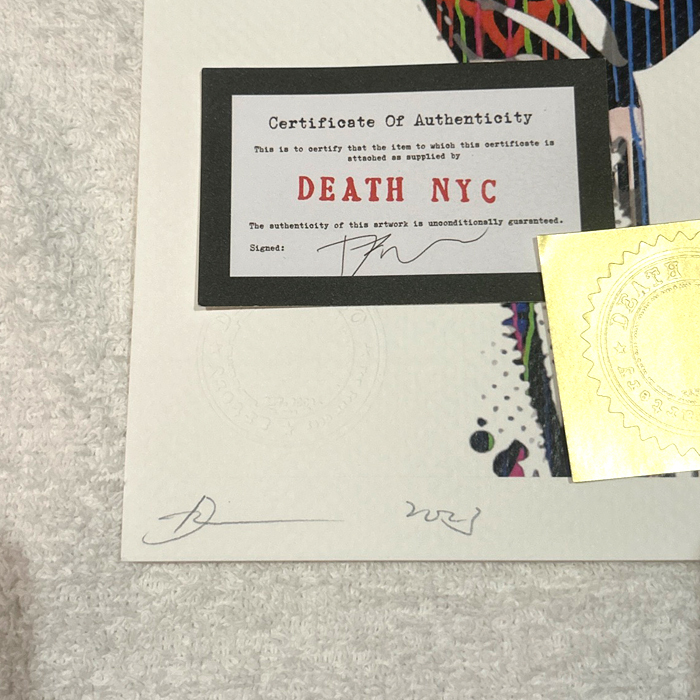 Certificate Of Authenticity
This is to certify that the item to which this certificate is
attached as supplied by
DEATH NYC
The authenticity of this artwork is unconditionally guaranteed.
Signed:
DEATH
2023